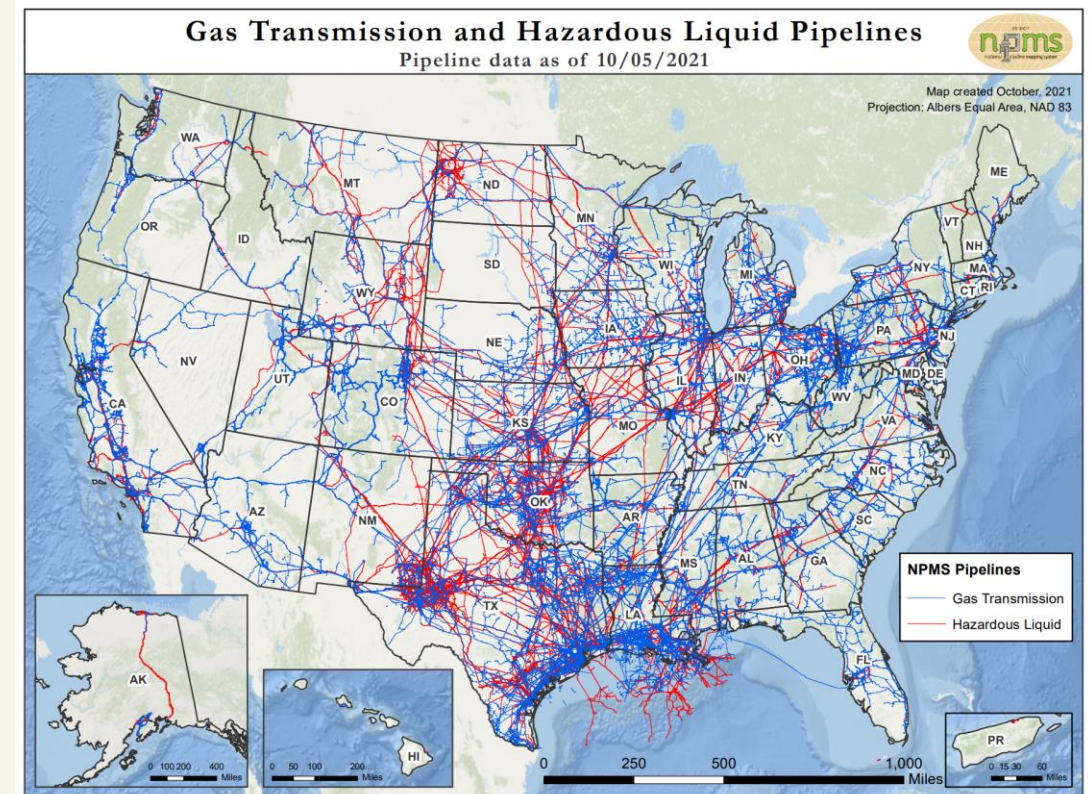 Gas Transmission and Hazardous Liquid Pipelines
Pipeline data as of 10/05/2021
npms
Map created October, 2021
Projection: Albers Equal Area, NAD 83
WA
MT
ND
MN
ME
OR
ID
SD
WI
MI
VT
NH
NY
MA
CT
RI
WY
IA
NE
PA
NJ
NV
UT
CO
IL
IN
OH
MD
DE
WV
CA
KS
MO
KY
VA
AZ
NM
OK
AR
TN
NC
SC
TX
LA
MS
AL
GA
FL
NPMS Pipelines
Gas Transmission
Hazardous Liquid
AK
0 100 200 400
Miles
HI
0 50 100 200
Miles
0 250 500 1,000
Miles
PR
0 15 30 60
Miles